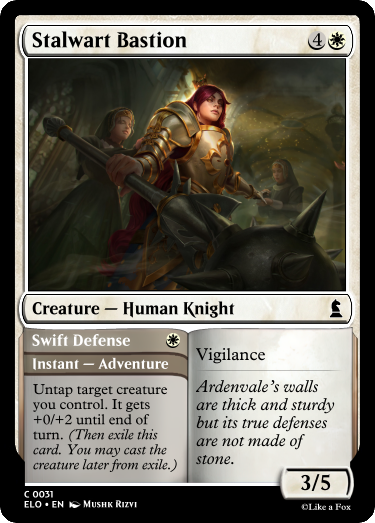 Stalwart Bastion
4
Creature — Human Knight
Swift Defense
Instant — Adventure
Untap target creature
you control. It gets
+0/+2 until end of
turn. (Then exile this
card. You may cast the
creature later from exile.)
Vigilance
Ardenvale's walls
are thick and sturdy
but its true defenses
are not made of
stone.
3/5
C 0031
ELO • EN Mushk Rizvi
©Like a Fox